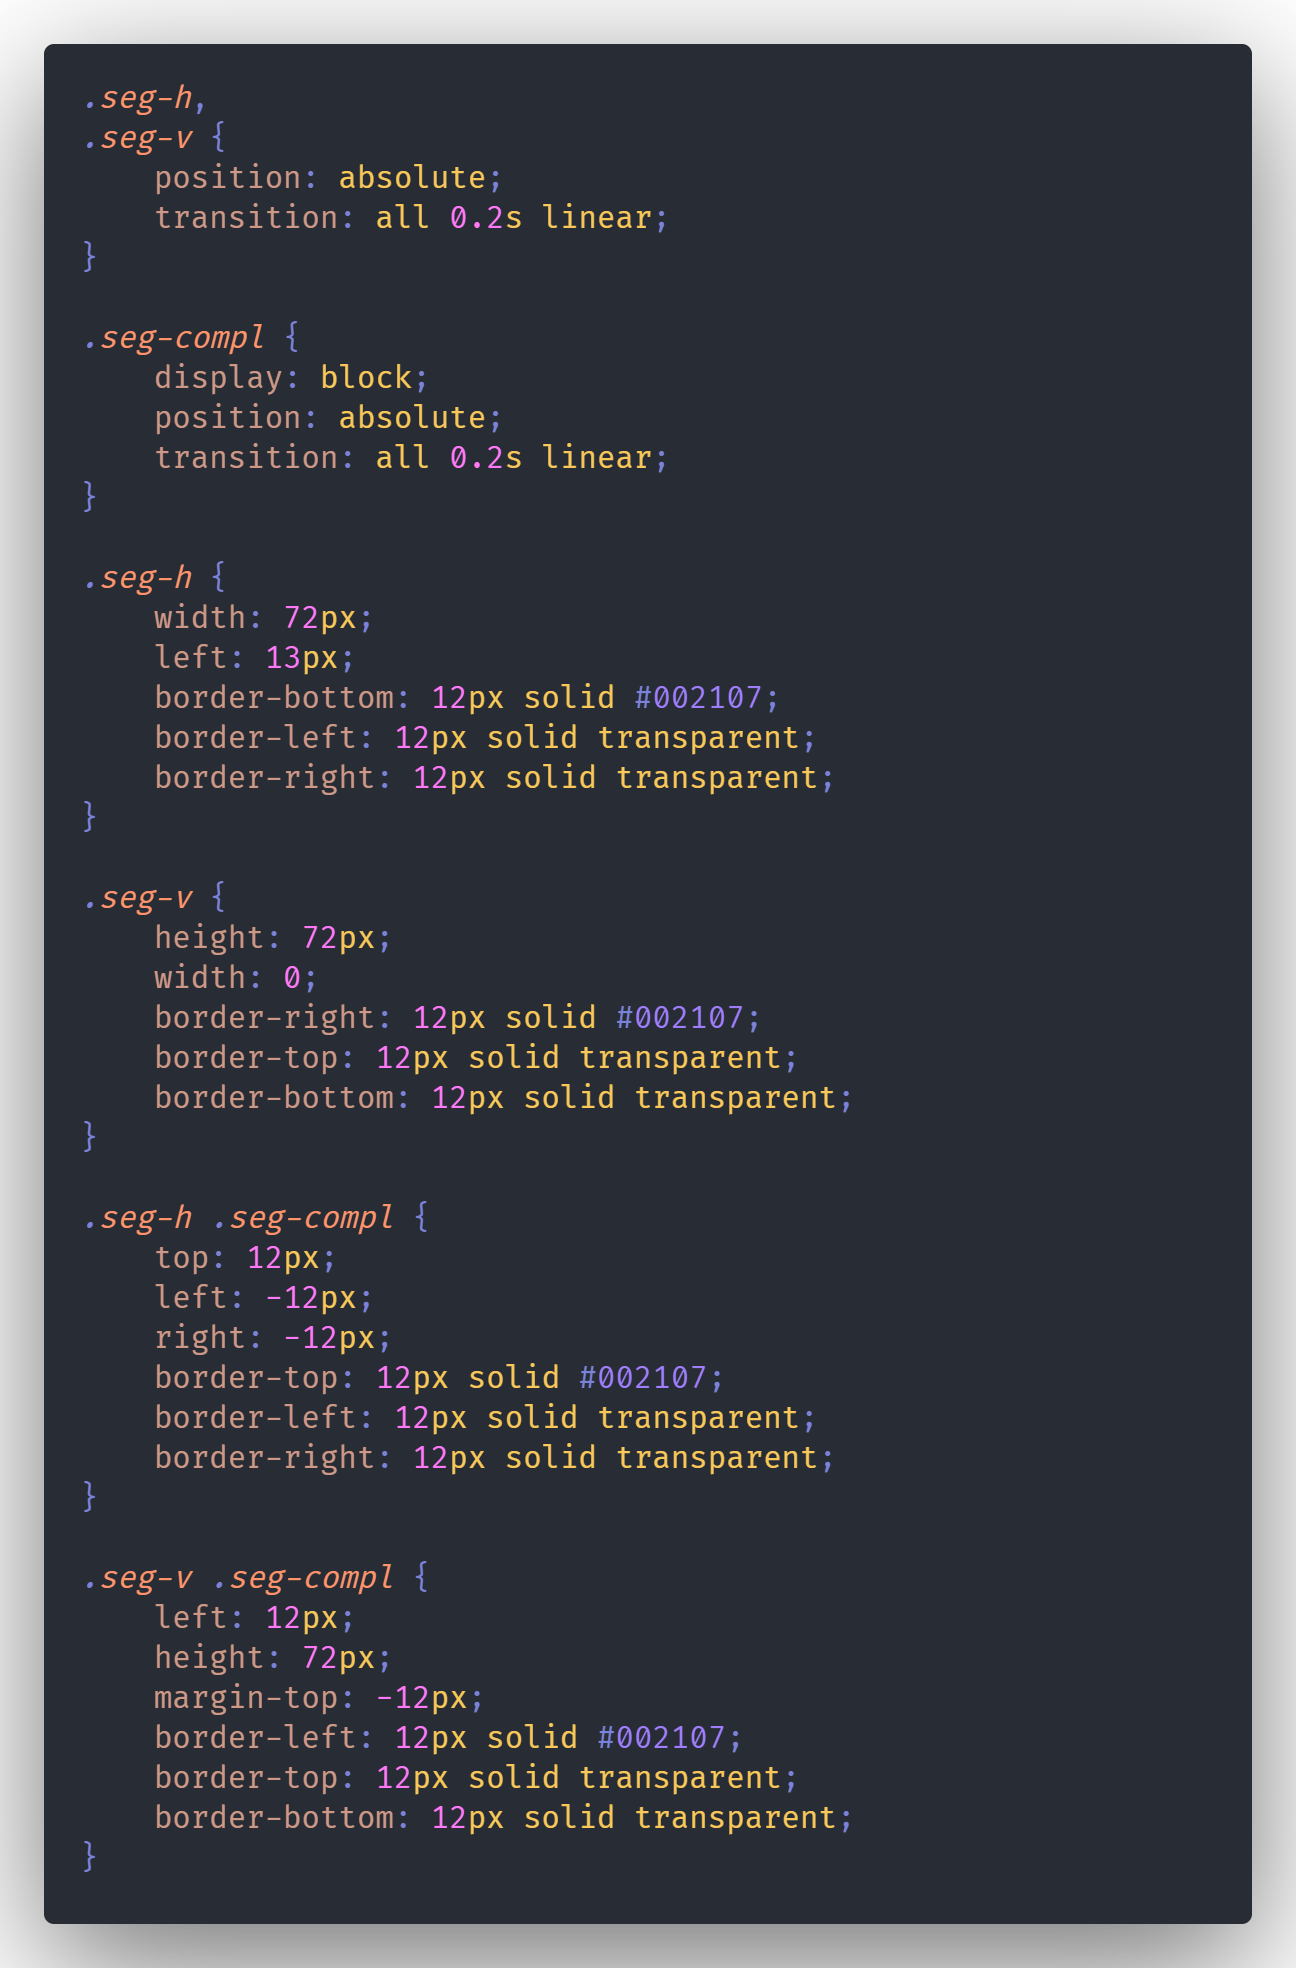 .seg-h,
.seg-v {
    position: absolute;
    transition: all 0.2s linear;
}

.seg-compl {
    display: block;
    position: absolute;
    transition: all 0.2s linear;
}

.seg-h {
    width: 72px;
    left: 13px;
    border-bottom: 12px solid #002107;
    border-left: 12px solid transparent;
    border-right: 12px solid transparent;
}

.seg-v {
    height: 72px;
    width: 0;
    border-right: 12px solid #002107;
    border-top: 12px solid transparent;
    border-bottom: 12px solid transparent;
}

.seg-h .seg-compl {
    top: 12px;
    left: -12px;
    right: -12px;
    border-top: 12px solid #002107;
    border-left: 12px solid transparent;
    border-right: 12px solid transparent;
}

.seg-v .seg-compl {
    left: 12px;
    height: 72px;
    margin-top: -12px;
    border-left: 12px solid #002107;
    border-top: 12px solid transparent;
    border-bottom: 12px solid transparent;
}